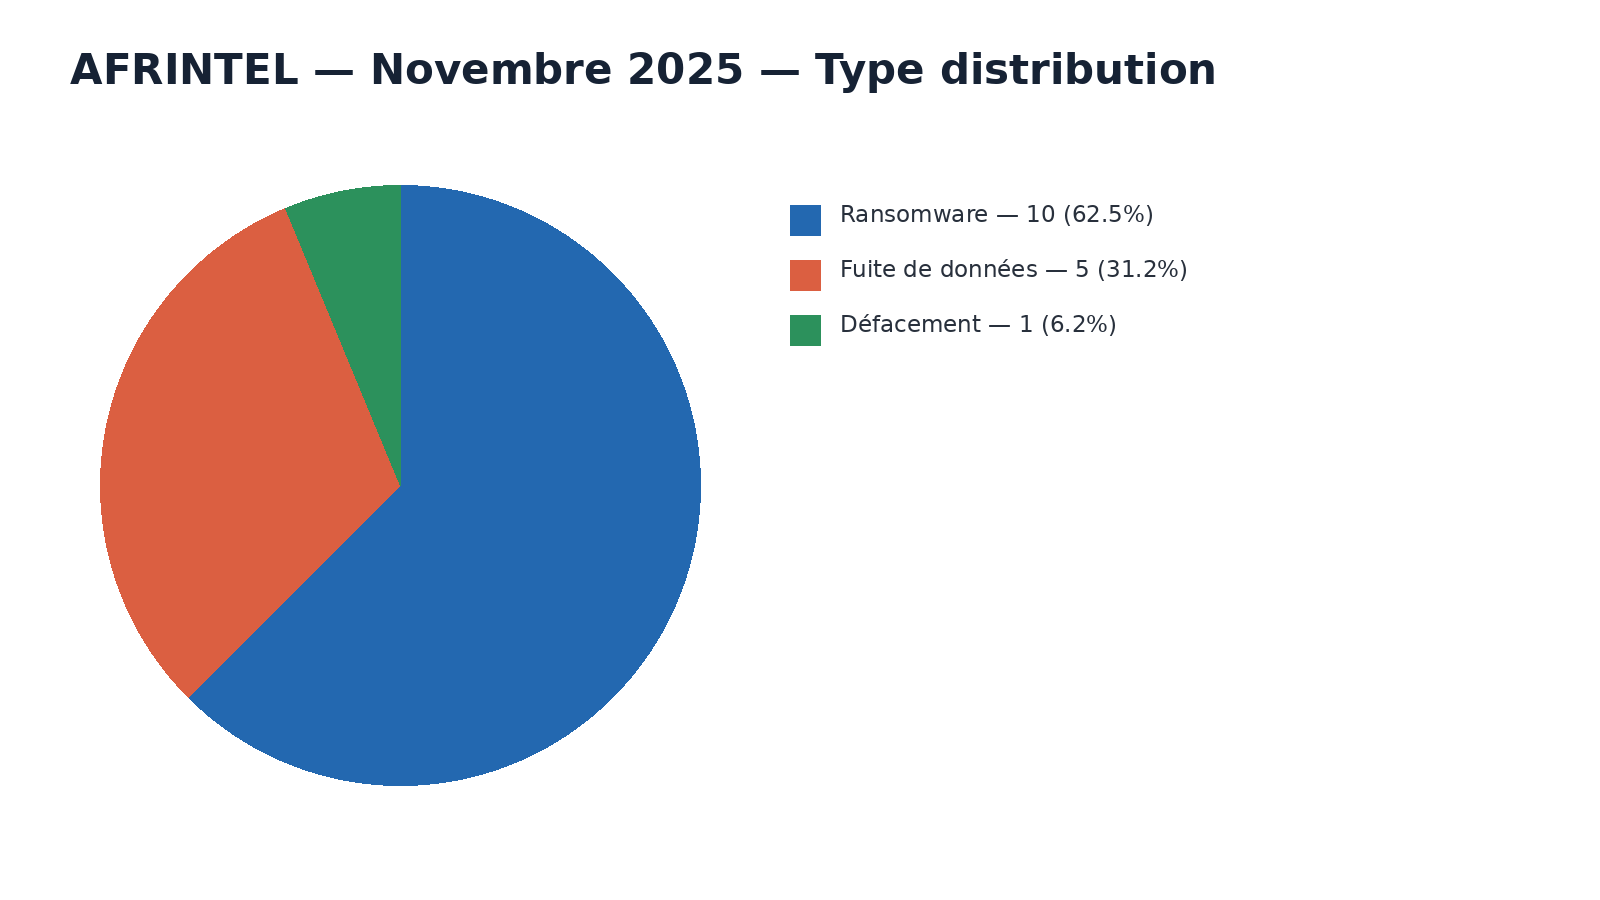 AFRINTEL — Novembre 2025 — Type distribution
Ransomware — 10 (62.5%)
Fuite de données — 5 (31.2%)
Défacement — 1 (6.2%)